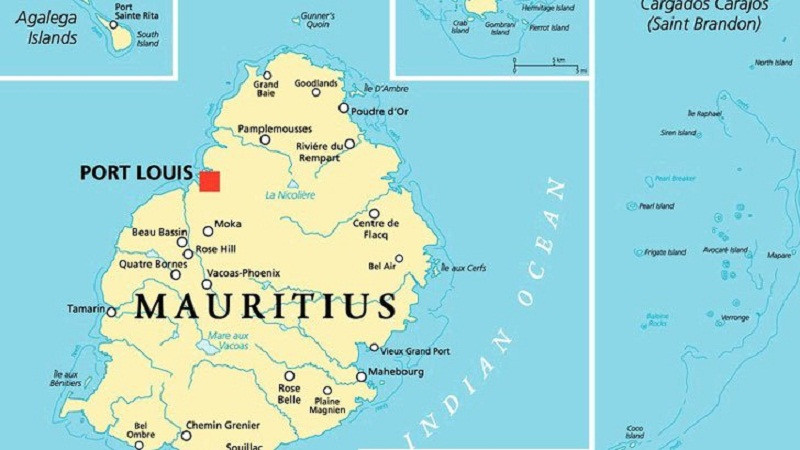 Agalega
Islands
Port
Sainte Rita
South
Island
Gunner's
Quoin
Hermitage Island
Crab
Island
Gombrani
Island
Pierrot Island
0
5 km
0
5 mi
Cargados Carajos
(Saint Brandon)
North Island
Île Raphael
Siren Island
Pearl Breaker
Pearl Island
Frigate Island
Avocaré Island
Mapare
Baleine
Rocks
Verronge
Coco
Island
Grand
Baie
Goodlands
Île D'Ambre
Poudre d'Or
Pamplemousses
Riviére du
Rempart
PORT LOUIS
La Nicolière
Moka
Centre de
Flacq
Beau Bassin
Rose Hill
Bel Air
Île aux Cerfs
Quatre Bornes
Vacoas-Phoenix
MAURITIUS
Tamarin
Mare aux
Vacoas
Vieux Grand Port
Île aux
Bénitiers
Mahebourg
Rose
Belle
Plaine
Magnien
Bel
Ombre
Chemin Grenier
Souillac
INDIAN OCEAN